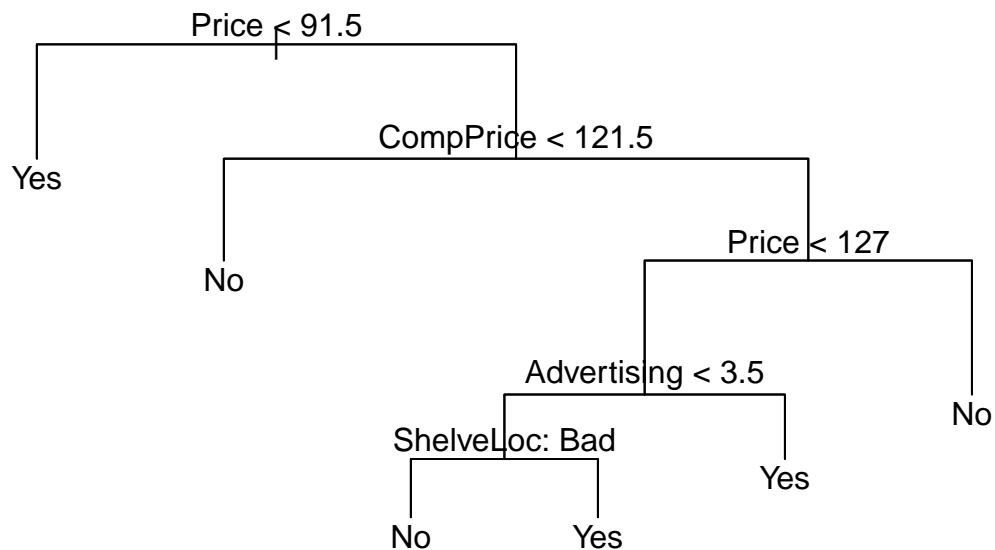 Price < 91.5
Yes
CompPrice < 121.5
No
Price < 127
Advertising < 3.5
ShelveLoc: Bad
No
Yes
Yes
No